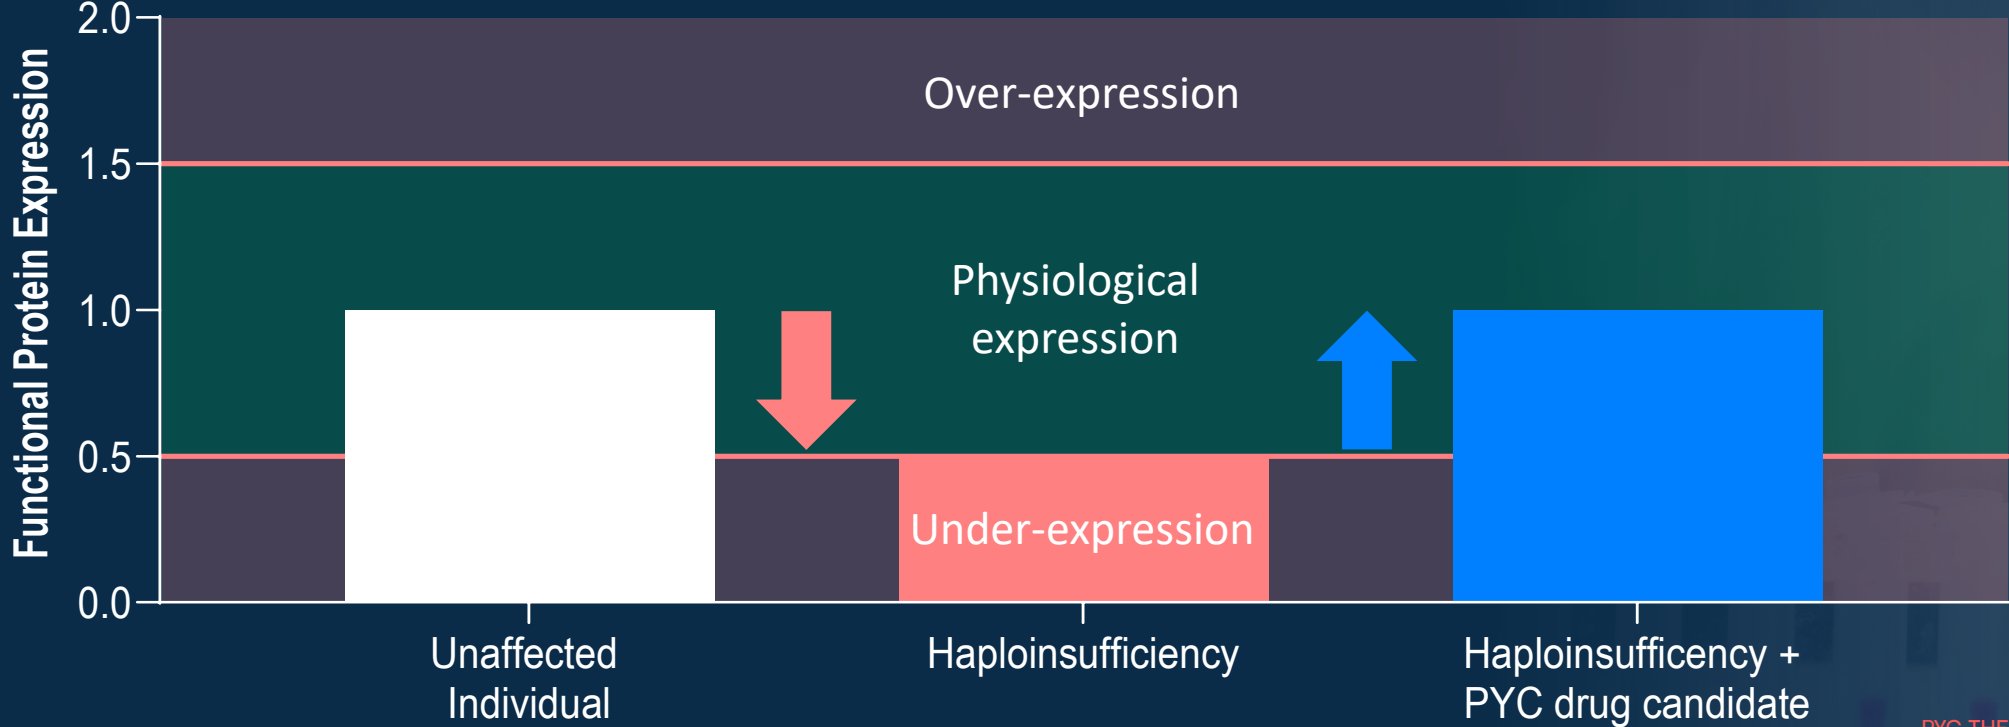 Functional Protein Expression
2.0
1.5
1.0
0.5
0.0
Over-expression
Physiological
expression
Under-expression
Unaffected
Individual
Haploinsufficiency
Haploinsufficency +
PYC drug candidate
PYC